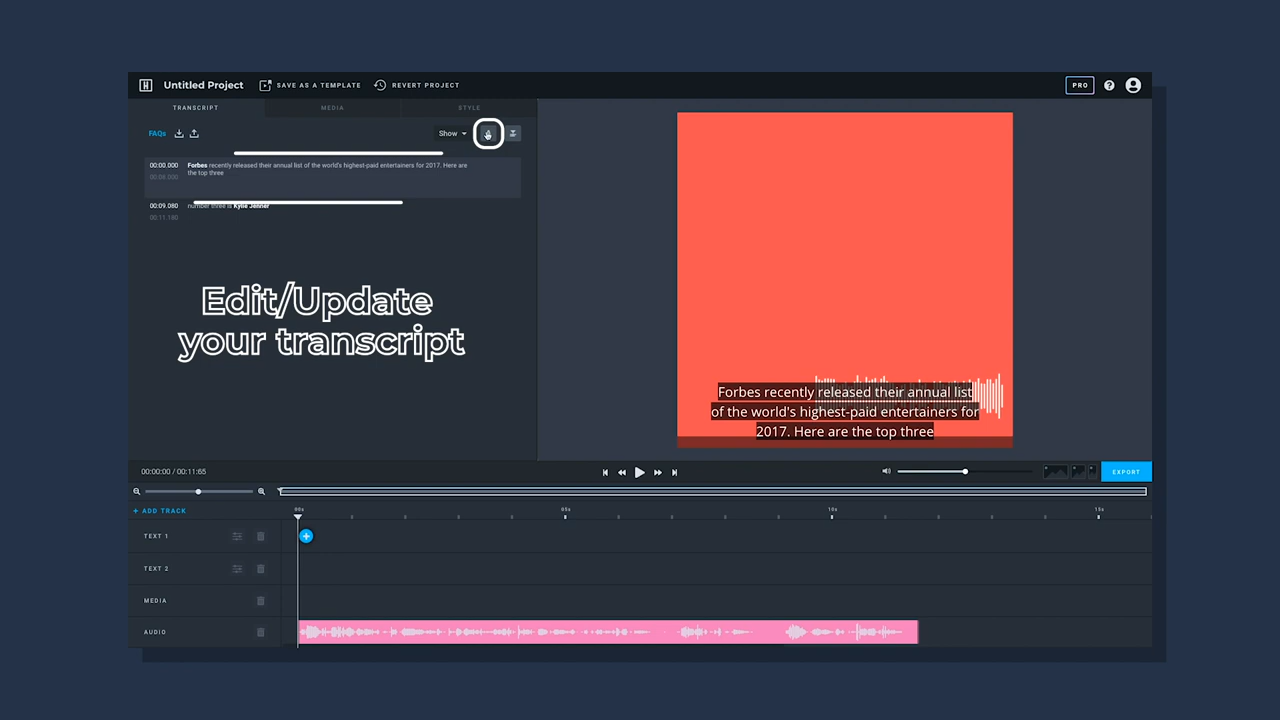 Untitled Project
SAVE AS A TEMPLATE
REVERT PROJECT
PRO
?
TRANSCRIPT
MEDIA
STYLE
FAQs
Show
00:00.000
Forbes recently released their annual list of the world's highest-paid entertainers for 2017. Here are
00:06.000
the top three
00:09.080
number three is Kylie Jenner
00:11.180
Edit/Update
your transcript
Forbes recently released their annual list
of the world's highest-paid entertainers for
2017. Here are the top three
00:00:00 / 00:11:65
EXPORT
+ ADD TRACK
00s
05s
10s
15s
TEXT 1
TEXT 2
MEDIA
AUDIO